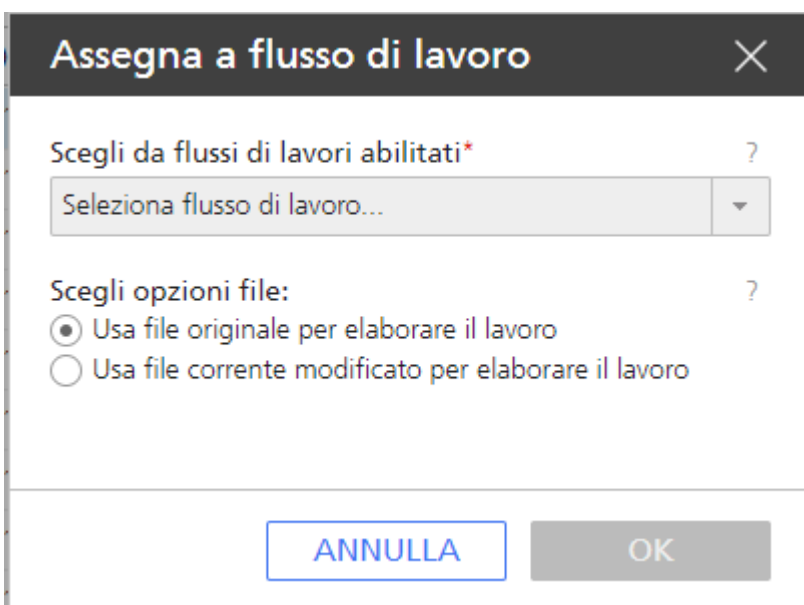 Assegna a flusso di lavoro
Scegli da flussi di lavori abilitati*
?
Seleziona flusso di lavoro...
Scegli opzioni file:
?
Usa file originale per elaborare il lavoro
Usa file corrente modificato per elaborare il lavoro
ANNULLA
OK